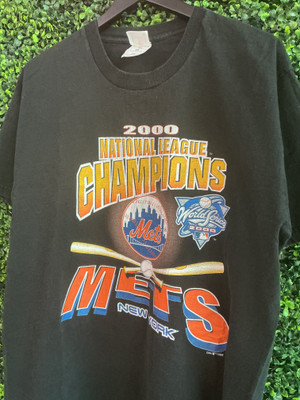 2000
NATIONAL LEAGUE
CHAMPIONS
Mets
World Series
2000
METS
NEW YORK